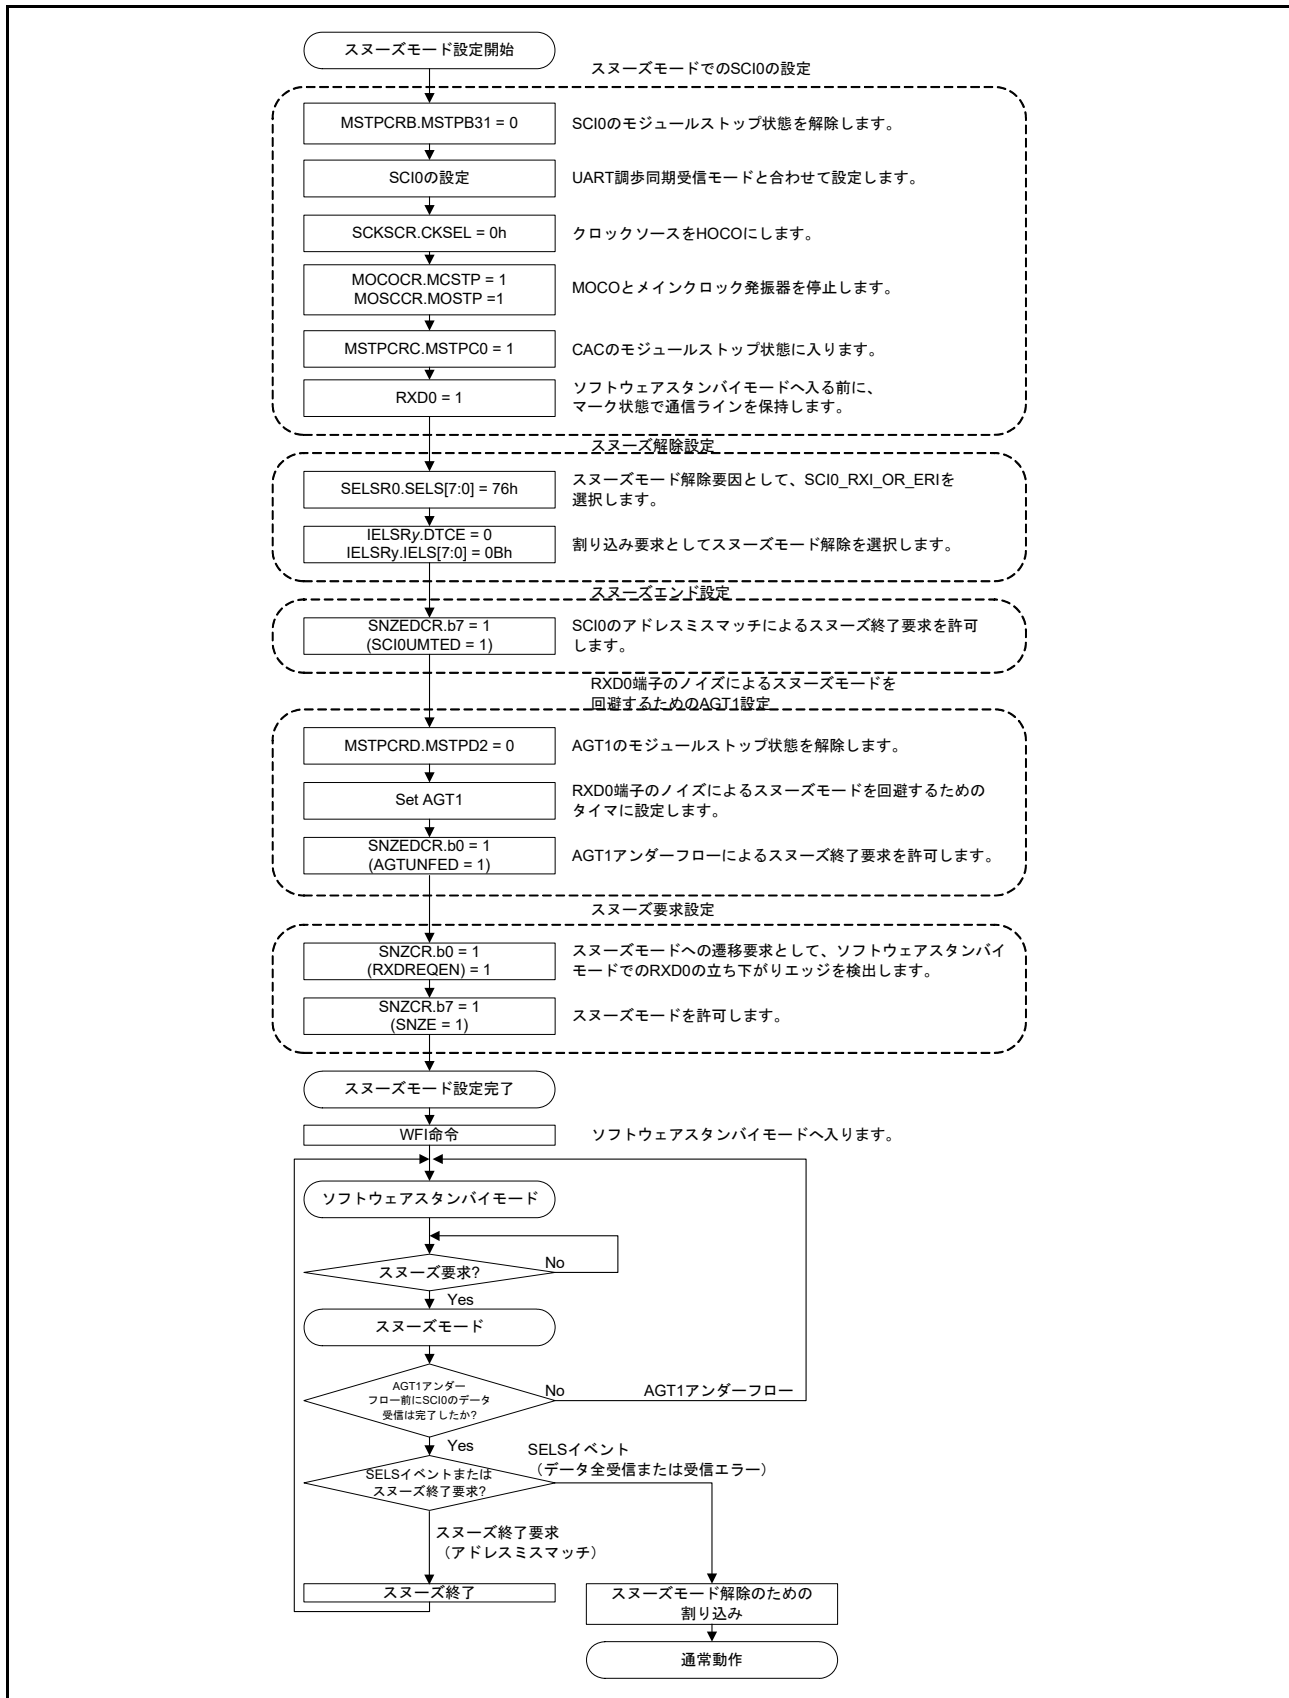 スヌーズモード設定開始
スヌーズモードでのSCI0の設定
MSTPCRB.MSTPB31 = 0
SCI0のモジュールストップ状態を解除します。
SCI0の設定
UART調歩同期受信モードと合わせて設定します。
SCKSCR.CKSEL = 0h
クロックソースをHOCOにします。
MOCOCR.MCSTP = 1
MOSCCR.MOSTP =1
MOCOとメインクロック発振器を停止します。
MSTPCRC.MSTPC0 = 1
CACのモジュールストップ状態に入ります。
RXD0 = 1
ソフトウェアスタンバイモードへ入る前に、
マーク状態で通信ラインを保持します。
スヌーズ解除設定
SELSR0.SELS[7:0] = 76h
スヌーズモード解除要因として、SCI0_RXI_OR_ERIを
選択します。
IELSRy.DTCE = 0
IELSRy.IELS[7:0] = 0Bh
割り込み要求としてスヌーズモード解除を選択します。
スヌーズエンド設定
SNZEDCR.b7 = 1
(SCI0UMTED = 1)
SCI0のアドレスミスマッチによるスヌーズ終了要求を許可
します。
RXD0端子のノイズによるスヌーズモードを
回避するためのAGT1設定
MSTPCRD.MSTPD2 = 0
AGT1のモジュールストップ状態を解除します。
Set AGT1
RXD0端子のノイズによるスヌーズモードを回避するための
タイマに設定します。
SNZEDCR.b0 = 1
(AGTUNFED = 1)
AGT1アンダーフローによるスヌーズ終了要求を許可します。
スヌーズ要求設定
SNZCR.b0 = 1
(RXDREQEN) = 1
スヌーズモードへの遷移要求として、ソフトウェアスタンバイ
モードでのRXD0の立ち下がりエッジを検出します。
SNZCR.b7 = 1
(SNZE = 1)
スヌーズモードを許可します。
スヌーズモード設定完了
WFI命令
ソフトウェアスタンバイモードへ入ります。
ソフトウェアスタンバイモード
スヌーズ要求?
No
Yes
スヌーズモード
AGT1アンダー
フロー前にSCI0のデータ
受信は完了したか?
No
AGT1アンダーフロー
Yes
SELSイベント
（データ全受信または受信エラー）
SELSイベントまたは
スヌーズ終了要求?
スヌーズ終了要求
（アドレスミスマッチ）
スヌーズ終了
スヌーズモード解除のための
割り込み
通常動作